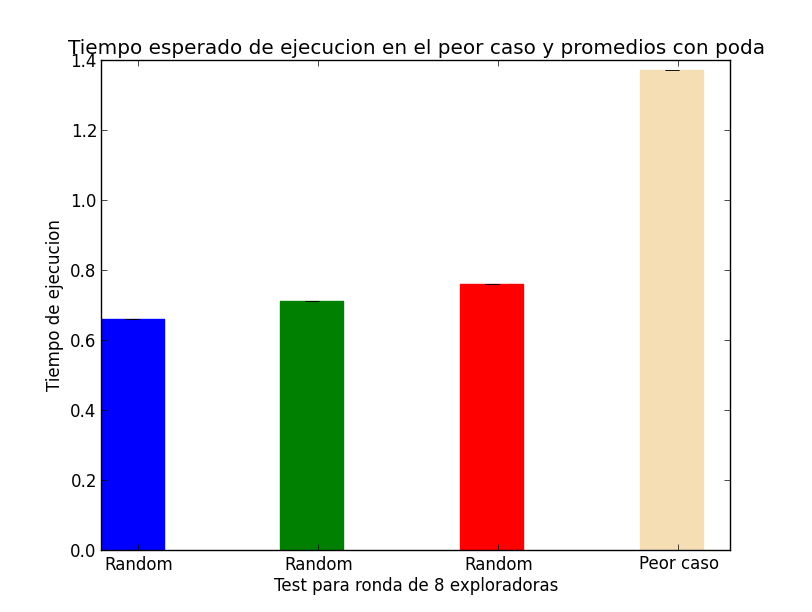 Tiempo esperado de ejecucion en el peor caso y promedios con poda
1.4
1.2
1.0
0.8
0.6
0.4
0.2
0.0
Tiempo de ejecucion
Random Random Random Peor caso
Test para ronda de 8 exploradoras